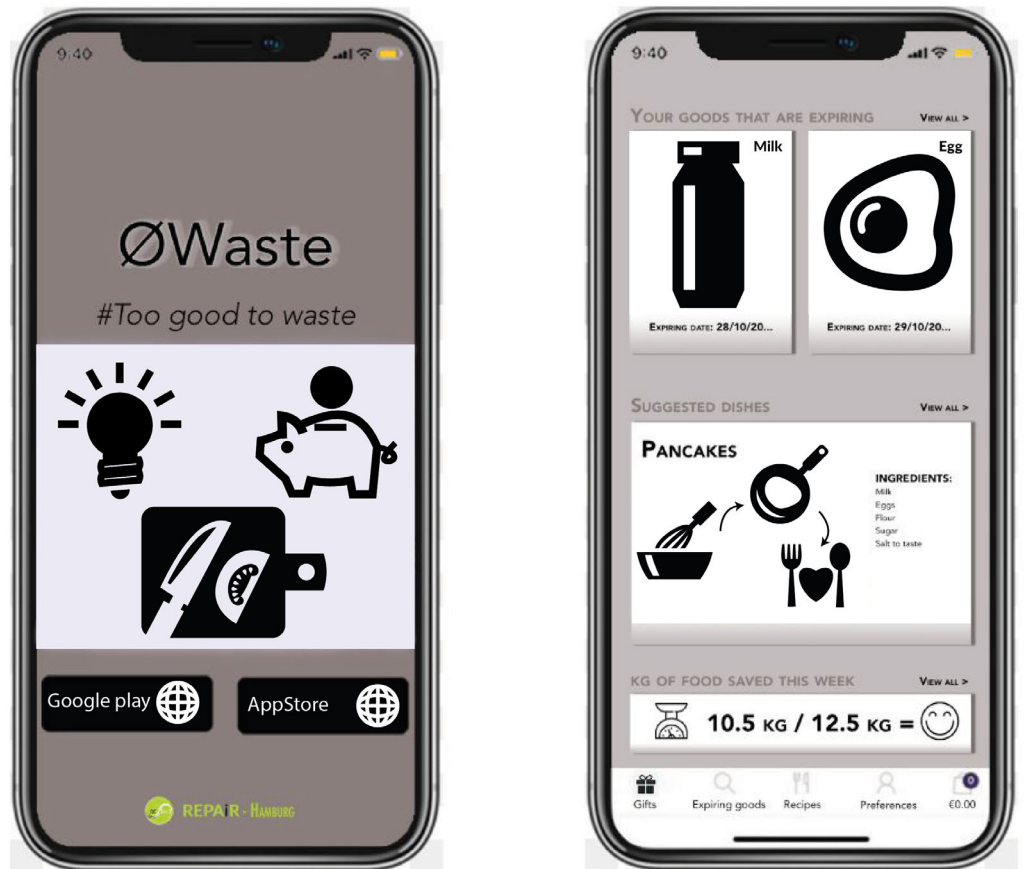 9:40
ØWaste
#Too good to waste
Google play
AppStore
REPAiR - HAMBURG
9:40
YOUR GOODS THAT ARE EXPIRING
VIEW ALL >
Milk
EXPIRING DATE: 28/10/20...
Egg
EXPIRING DATE: 29/10/20...
SUGGESTED DISHES
VIEW ALL >
PANCAKES
INGREDIENTS:
Milk
Eggs
Flour
Sugar
Salt to taste
KG OF FOOD SAVED THIS WEEK
VIEW ALL >
10.5 KG / 12.5 KG =
Gifts
Expiring goods
Recipes
Preferences
0
€0.00